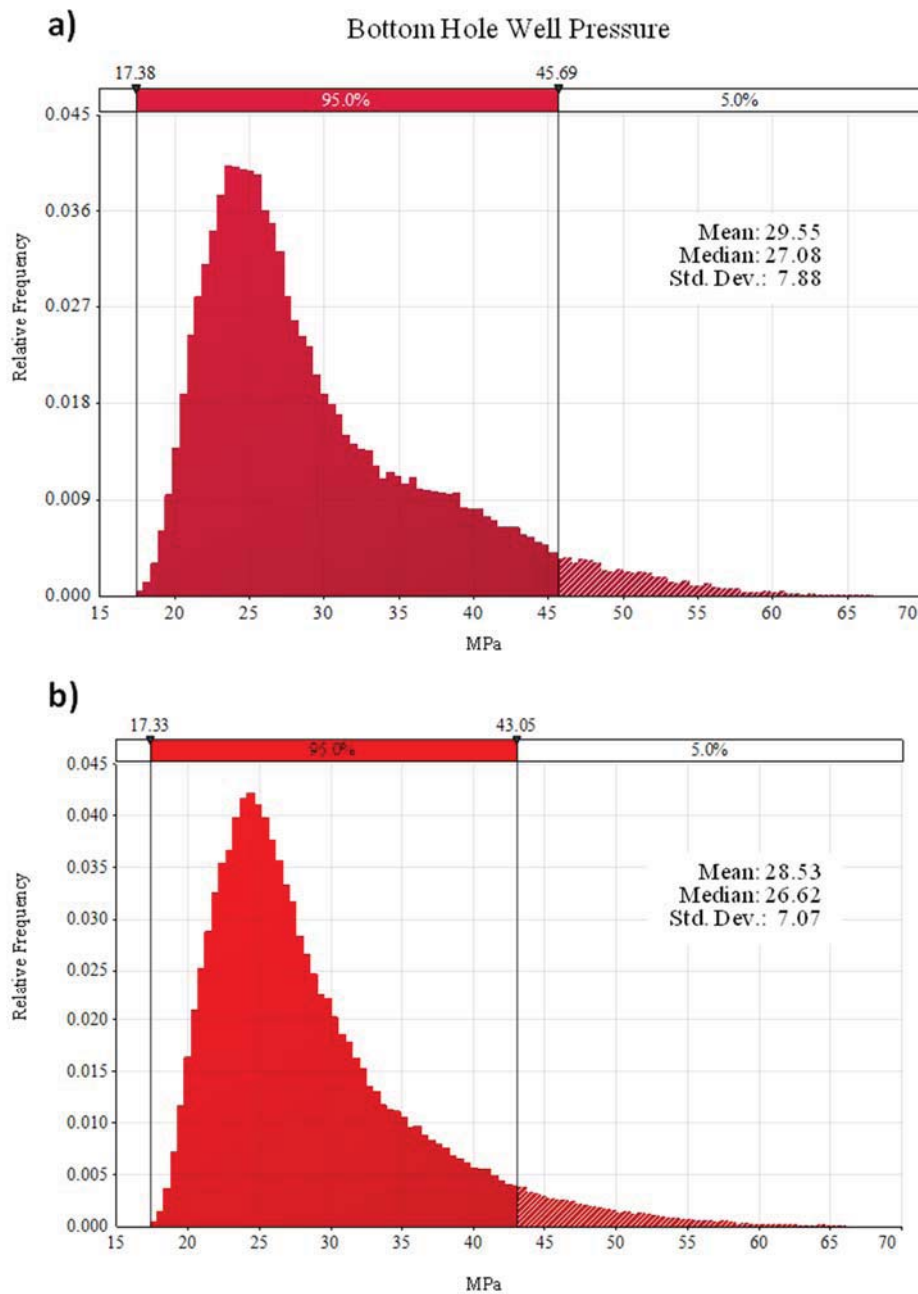 a)
Bottom Hole Well Pressure
17.38 45.69
95.0% 5.0%
0.045
0.036
0.027
0.018
0.009
0.000
Relative Frequency
Mean: 29.55
Median: 27.08
Std. Dev.: 7.88
15 20 25 30 35 40 45 50 55 60 65 70
MPa
b)
17.33 43.05
95.0% 5.0%
0.045
0.040
0.035
0.030
0.025
0.020
0.015
0.010
0.005
0.000
Relative Frequency
Mean: 28.53
Median: 26.62
Std. Dev.: 7.07
15 20 25 30 35 40 45 50 55 60 65 70
MPa